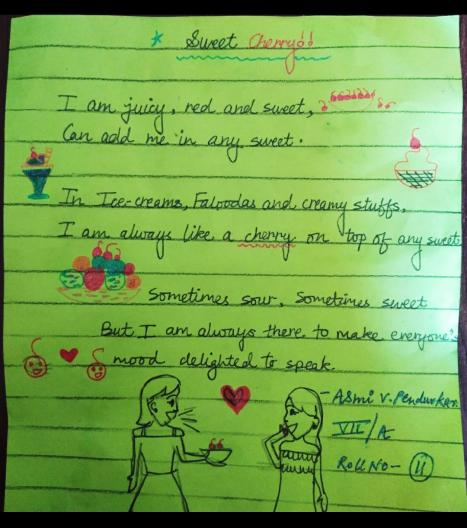 * Sweet Cherry!!
I am juicy, red and sweet,
Can add me in any sweet.
In Ice-creams, Faloodas and creamy stuffs,
I am always like a cherry on top of any sweet
Sometimes sour, Sometimes sweet
But I am always there to make everyone's
mood delighted to speak.
- Asmi V. Pendurkar.
VII/A
Roll No- 11